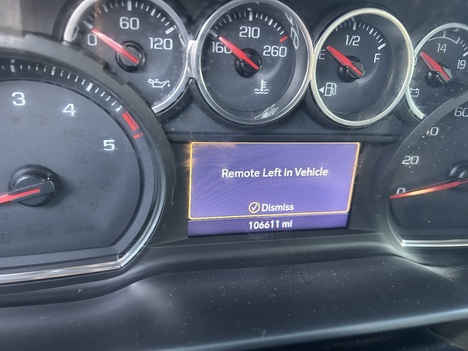 0 60 120
160 210 260
E 1/2 F
14 19
3 4 5
0 20 40 60
Remote Left in Vehicle
Dismiss
106611 mi